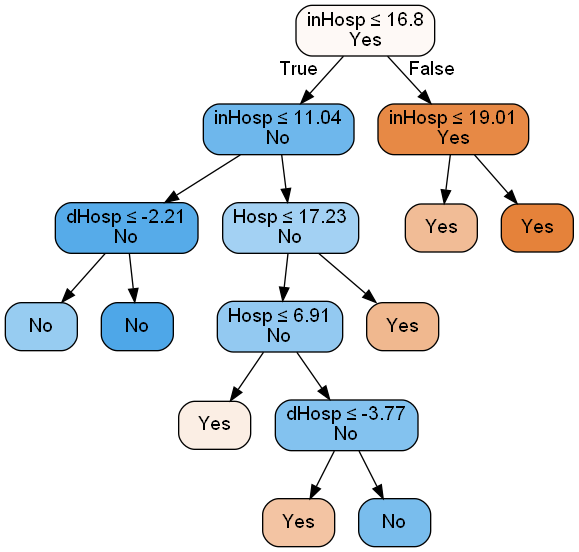 inHosp ≤ 16.8
Yes
True
False
inHosp ≤ 11.04
No
inHosp ≤ 19.01
Yes
dHosp ≤ -2.21
No
Hosp ≤ 17.23
No
Yes
Yes
No
No
Hosp ≤ 6.91
No
Yes
Yes
dHosp ≤ -3.77
No
Yes
No